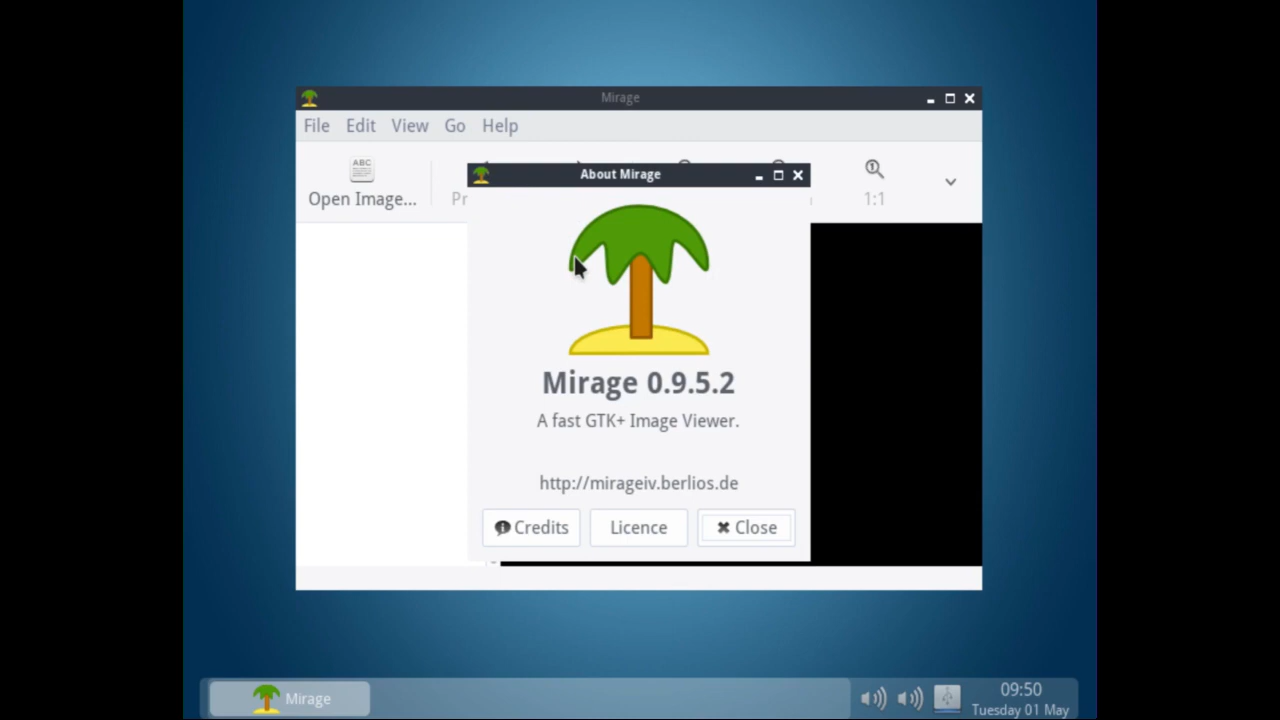 Mirage
File Edit View Go Help
ABC
Open Image...
Pr
1:1
About Mirage
Mirage 0.9.5.2
A fast GTK+ Image Viewer.
http://mirageiv.berlios.de
Credits Licence Close
Mirage
09:50
Tuesday 01 May